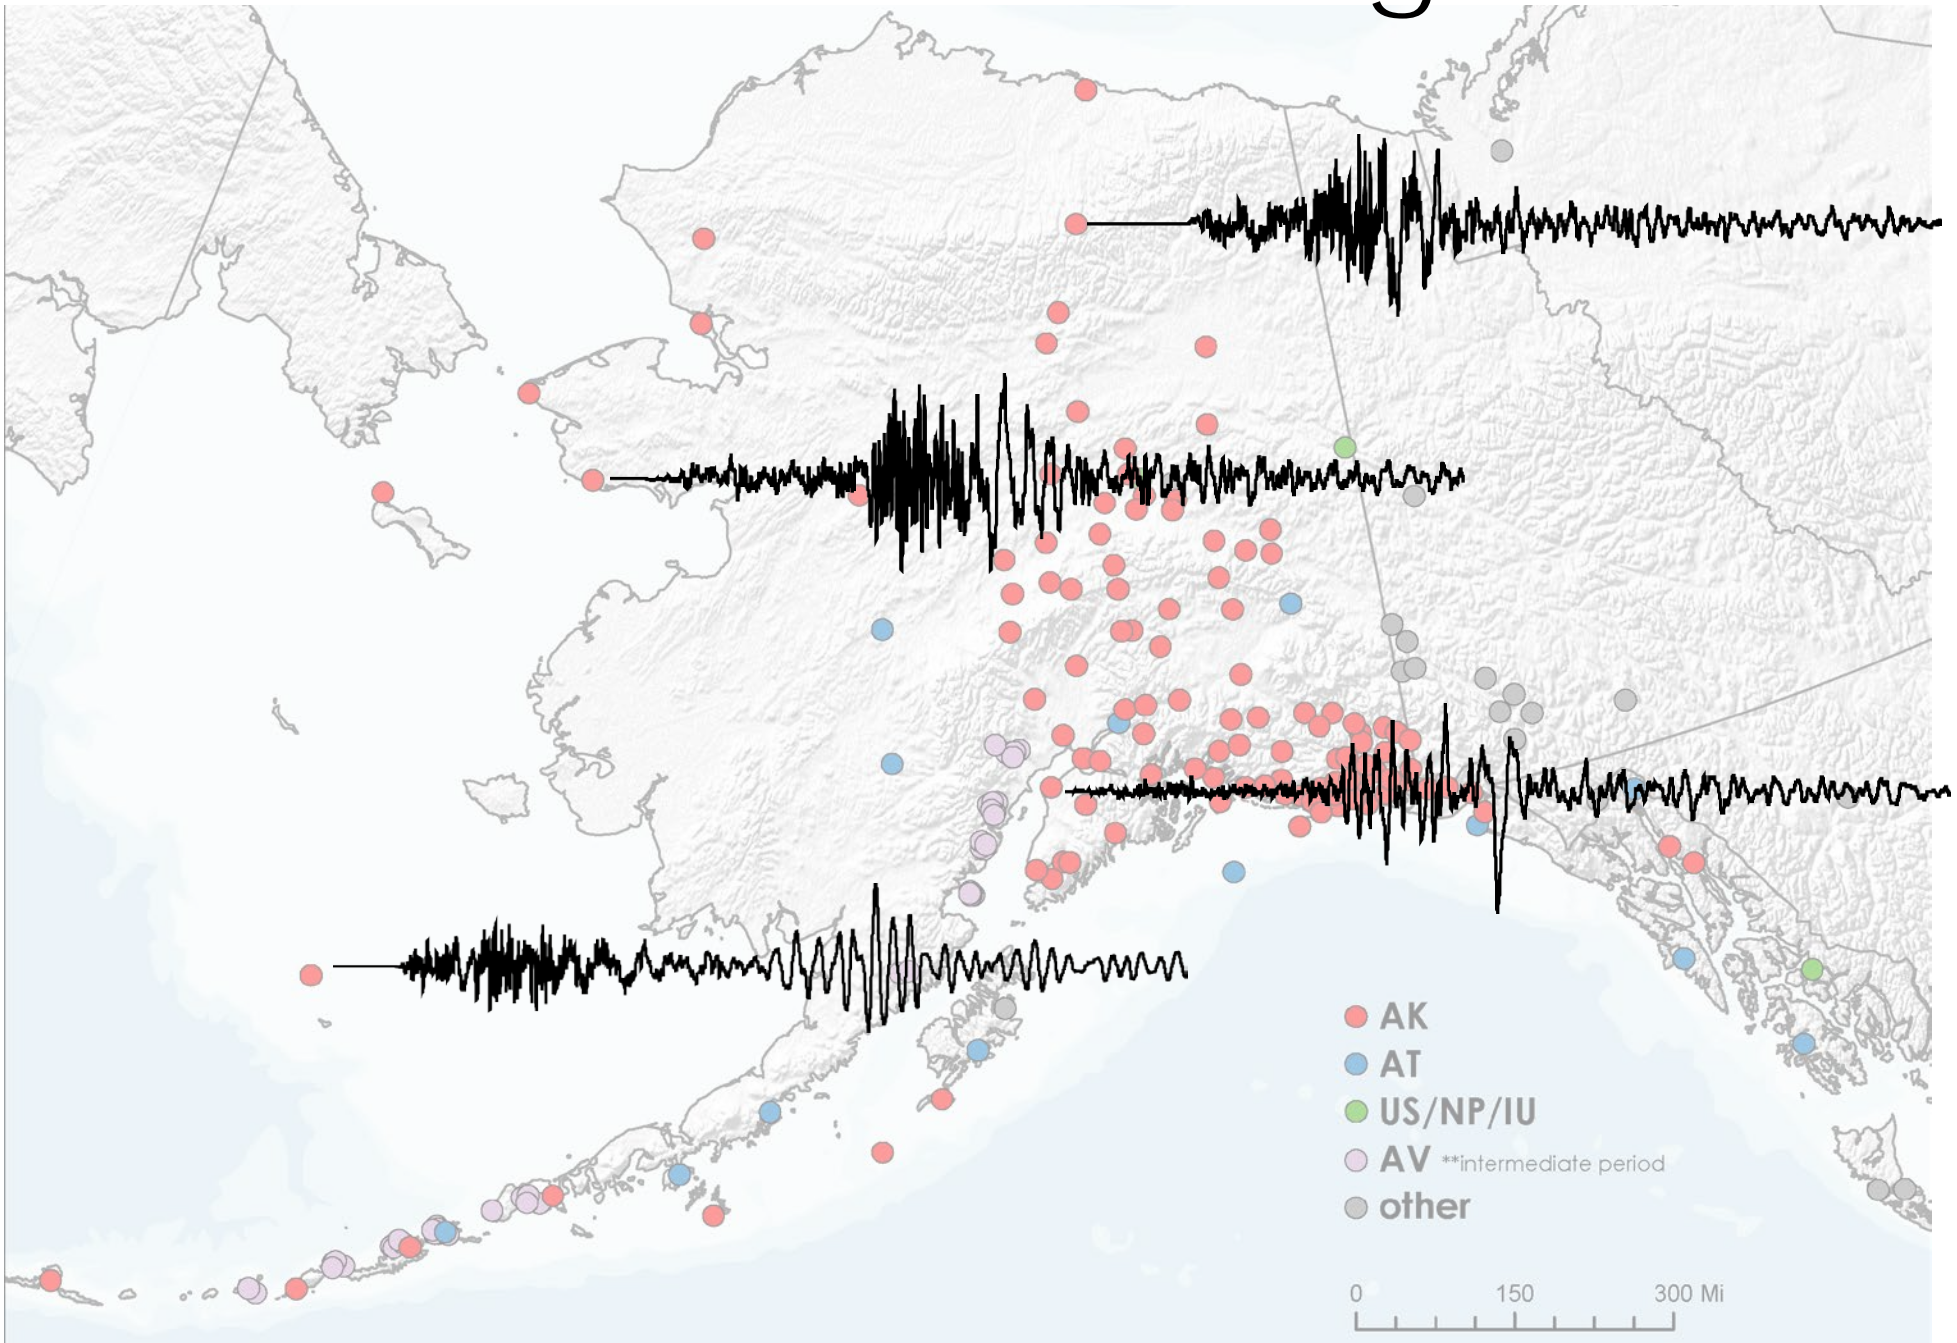 AK
AT
US/NP/IU
AV **intermediate period
other
0 150 300 Mi